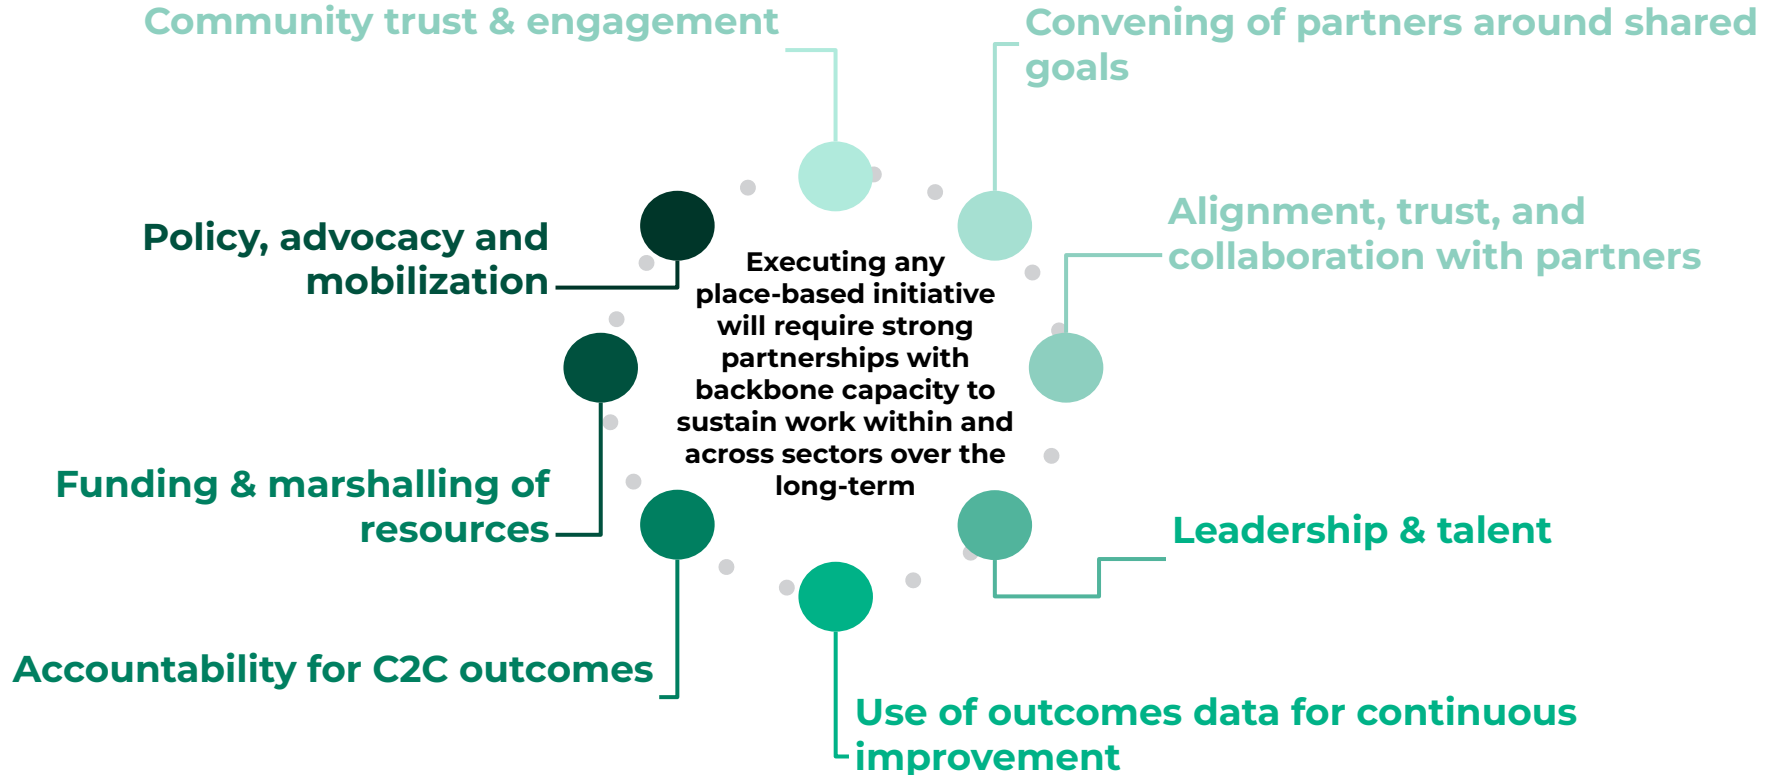 Community trust & engagement
Convening of partners around shared
goals
Alignment, trust, and
collaboration with partners
Policy, advocacy and
mobilization
Executing any
place-based initiative
will require strong
partnerships with
backbone capacity to
sustain work within and
across sectors over the
long-term
Funding & marshalling of
resources
Leadership & talent
Accountability for C2C outcomes
Use of outcomes data for continuous
improvement